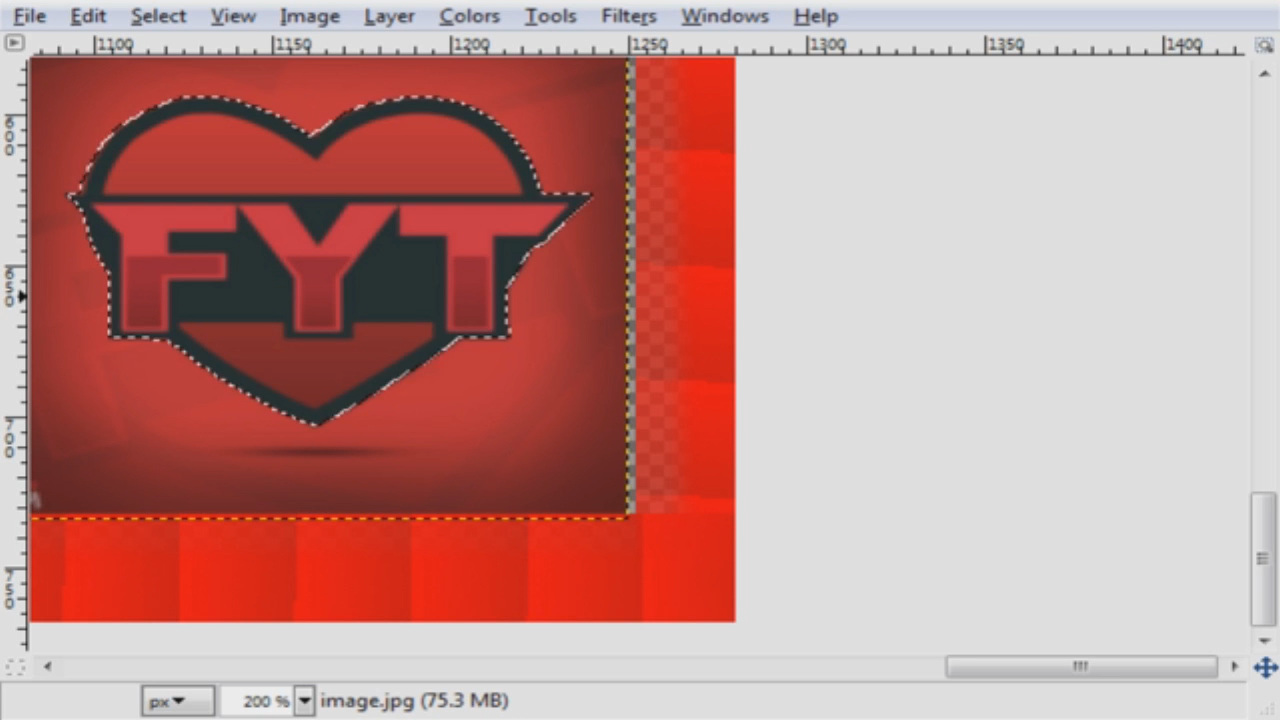 File Edit Select View Image Layer Colors Tools Filters Windows Help
1100 1150 1200 1250 1300 1350 1400
600
650
700
750
FYT
px 200 % image.jpg (75.3 MB)